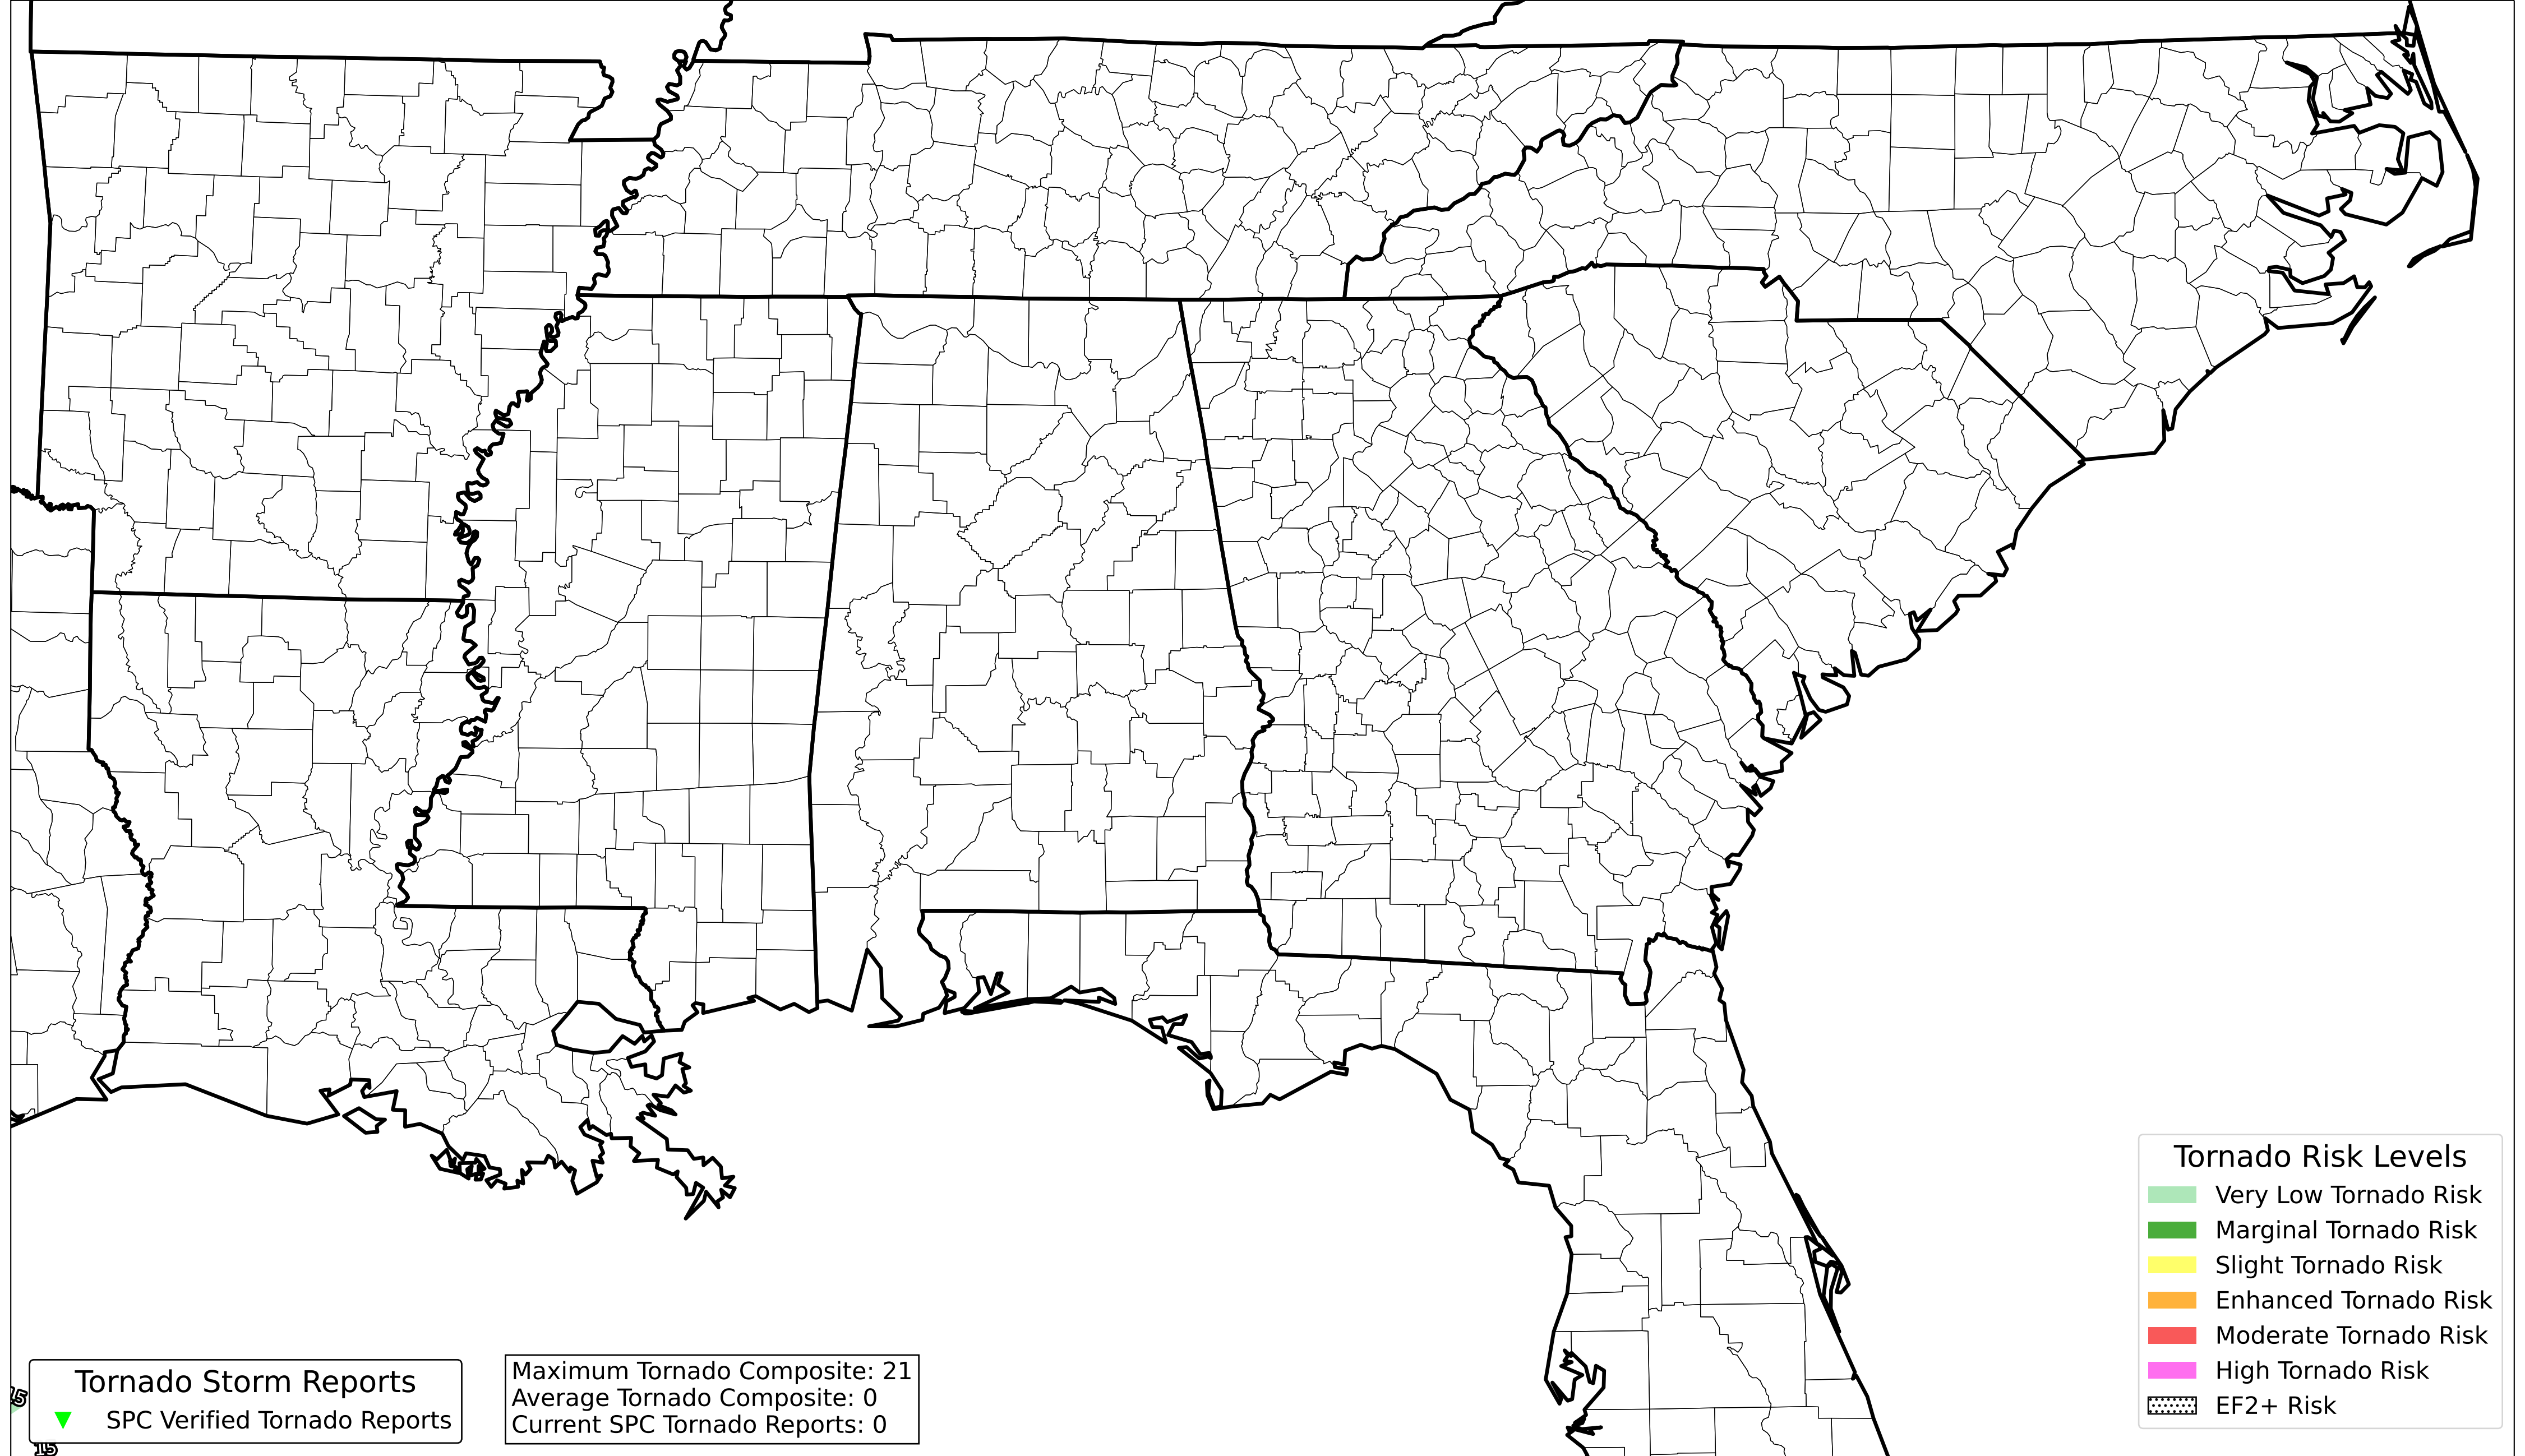 Tornado Risk Levels
Very Low Tornado Risk
Marginal Tornado Risk
Slight Tornado Risk
Enhanced Tornado Risk
Moderate Tornado Risk
High Tornado Risk
EF2+ Risk
Tornado Storm Reports
SPC Verified Tornado Reports
Maximum Tornado Composite: 21
Average Tornado Composite: 0
Current SPC Tornado Reports: 0
15